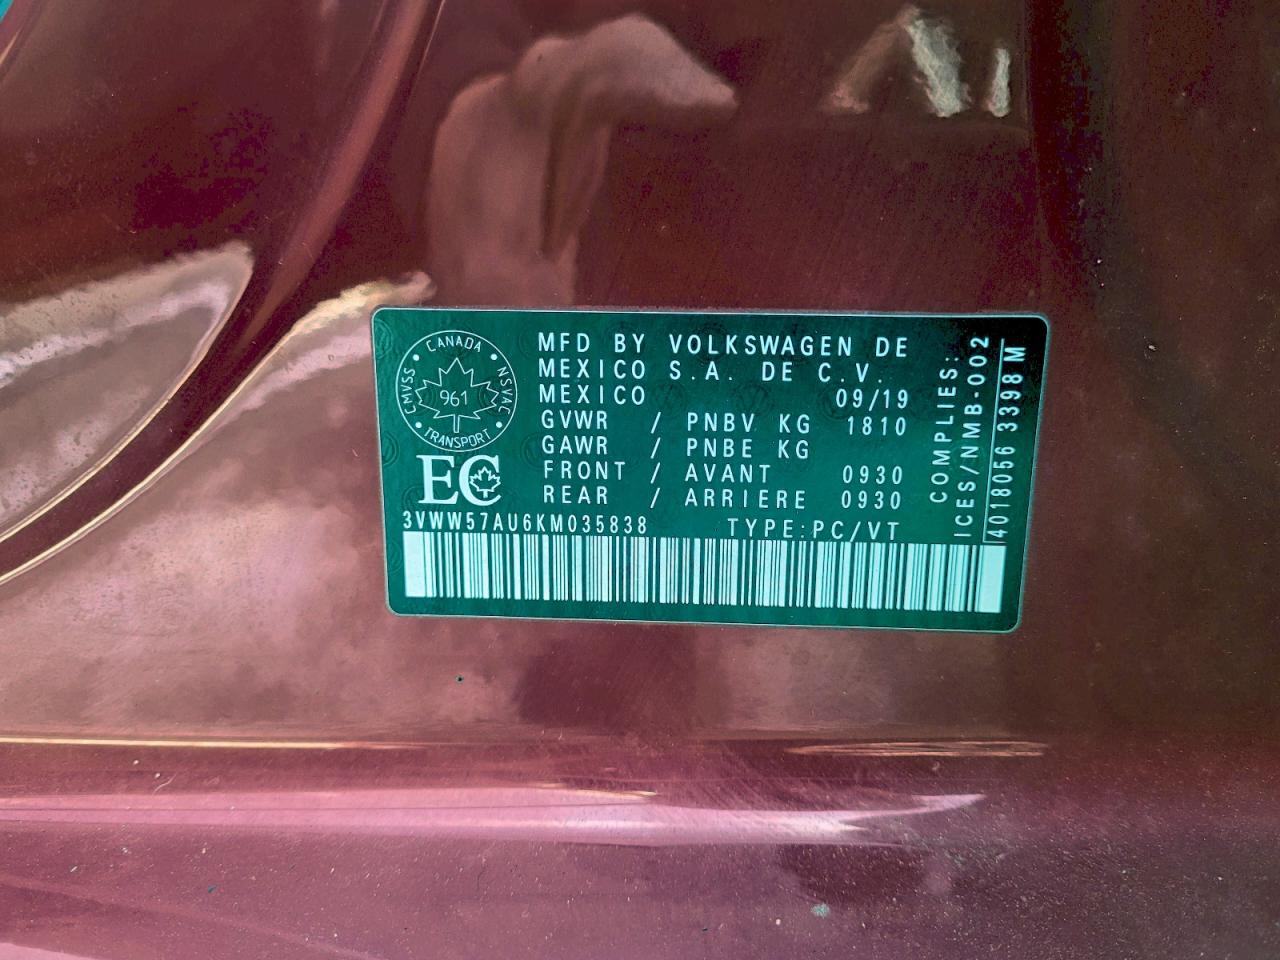 CANADA
CMVSS
961
NSVAC
TRANSPORT
EC
MFD BY VOLKSWAGEN DE
MEXICO S.A. DE C.V.
MEXICO 09/19
GVWR / PNBV KG 1810
GAWR / PNBE KG
FRONT / AVANT 0930
REAR / ARRIERE 0930
3VWW57AU6KM035838 TYPE:PC/VT
COMPLIES:
ICES/NMB-002
4018056 3398 M